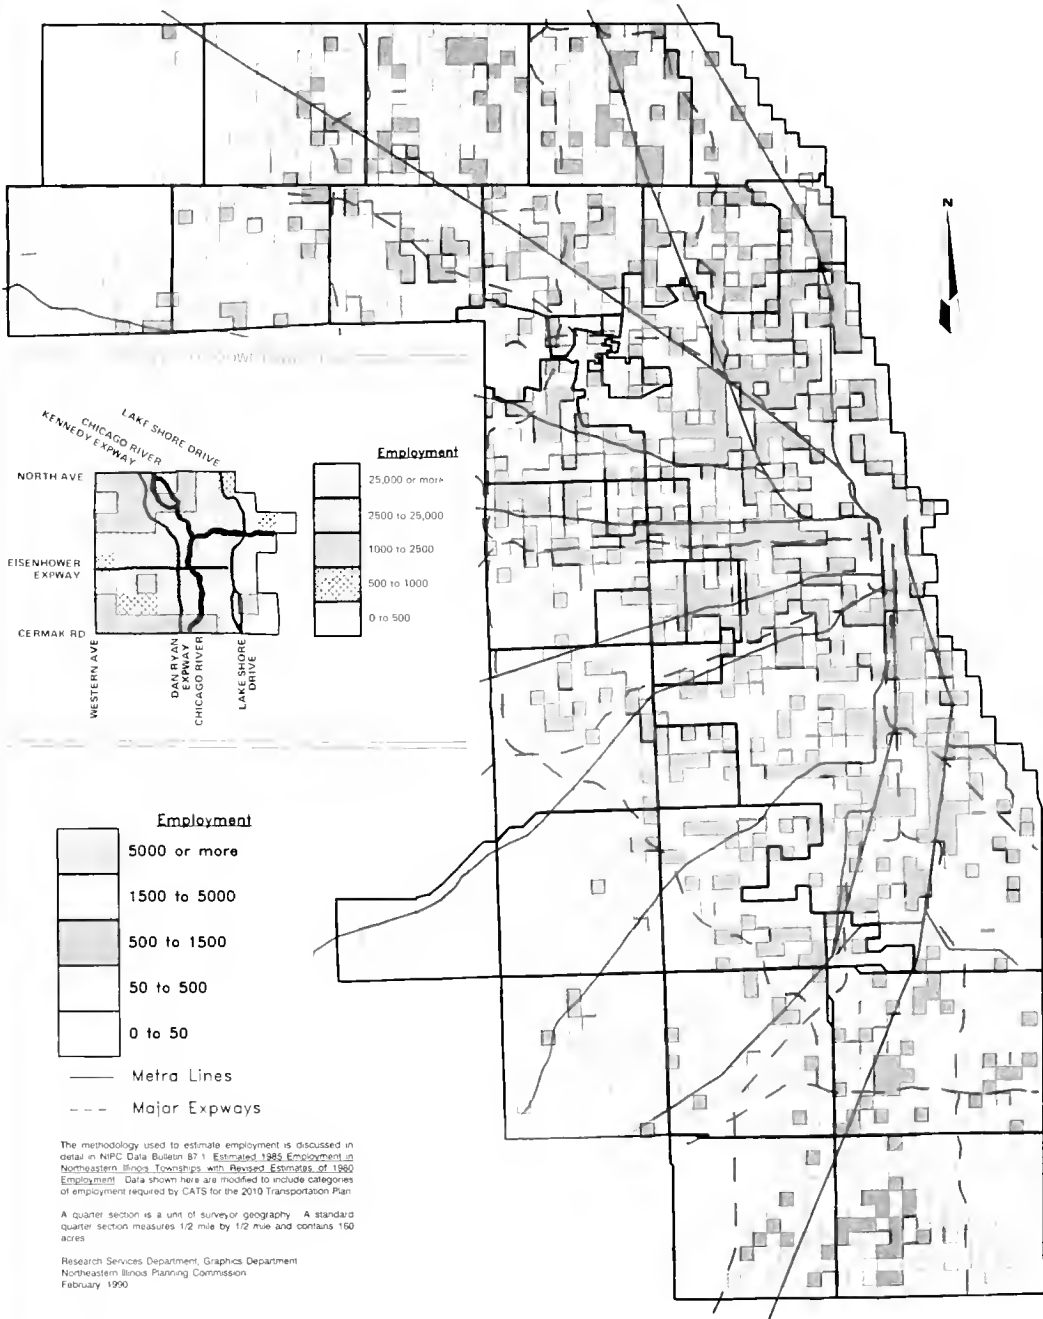 N
LAKE SHORE DRIVE
CHICAGO RIVER
KENNEDY EXPWAY
NORTH AVE
EISENHOWER
EXPWAY
CERMAK RD
WESTERN AVE
DAN RYAN
EXPWAY
CHICAGO RIVER
LAKE SHORE
DRIVE
Employment
25,000 or more
2500 to 25,000
1000 to 2500
500 to 1000
0 to 500
Employment
5000 or more
1500 to 5000
500 to 1500
50 to 500
0 to 50
Metra Lines
Major Expways
The methodology used to estimate employment is discussed in
detail in NIPC Data Bulletin 87 1 Estimated 1985 Employment in
Northeastern Illinois Townships with Revised Estimates of 1980
Employment Data shown here are modified to include categories
of employment required by CATS for the 2010 Transportation Plan
A quarter section is a unit of surveyor geography A standard
quarter section measures 1/2 mile by 1/2 mile and contains 160
acres
Research Services Department, Graphics Department
Northeastern Illinois Planning Commission
February 1990